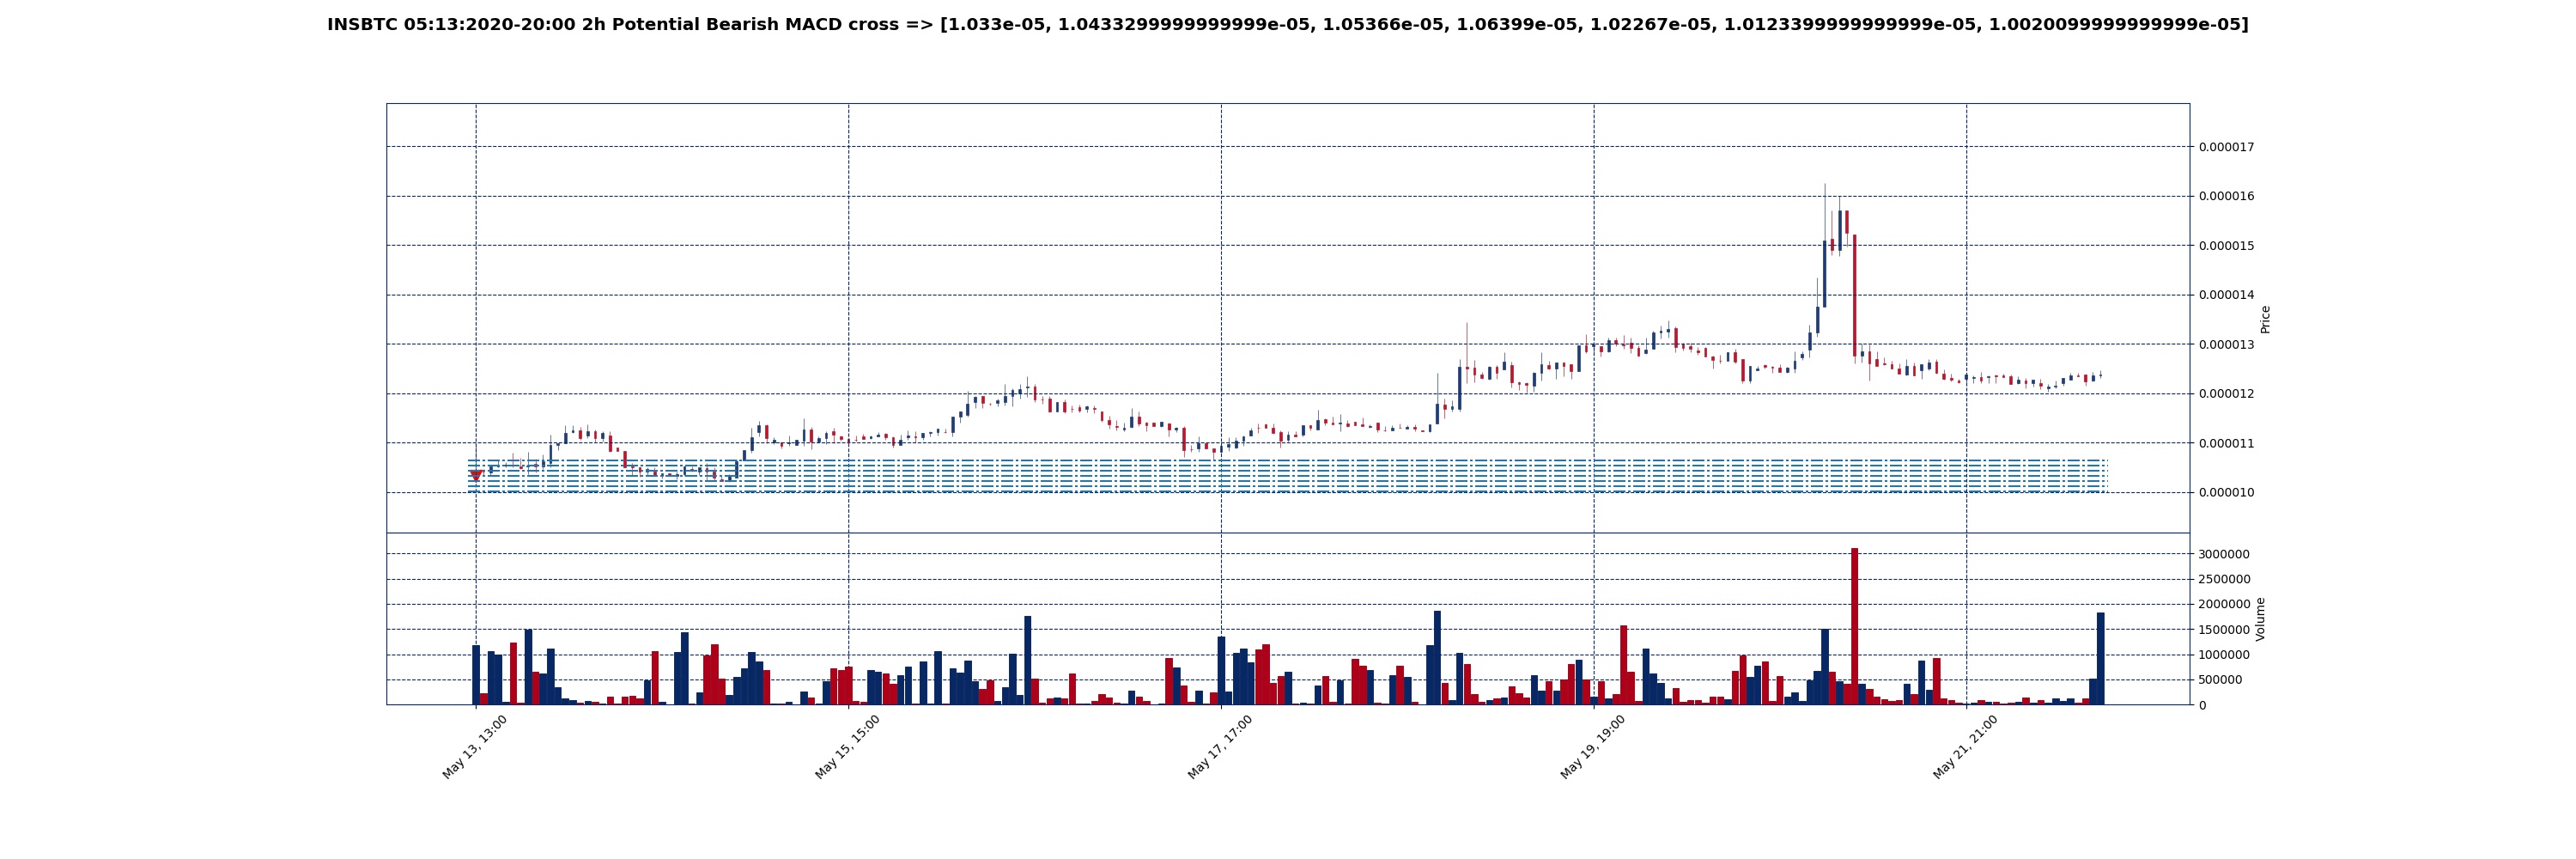 INSBTC 05:13:2020-20:00 2h Potential Bearish MACD cross => [1.033e-05, 1.0433299999999999e-05, 1.05366e-05, 1.06399e-05, 1.02267e-05, 1.0123399999999999e-05, 1.0020099999999999e-05]
0.000017
0.000016
0.000015
0.000014
0.000013
0.000012
0.000011
0.000010
Price
3000000
2500000
2000000
1500000
1000000
500000
0
Volume
May 13, 13:00
May 15, 15:00
May 17, 17:00
May 19, 19:00
May 21, 21:00